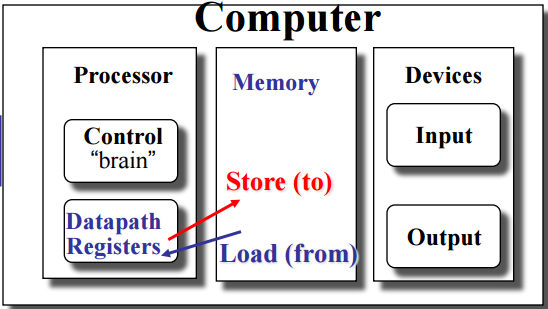 Computer
Processor
Control
“brain”
Datapath
Registers
Memory
Store (to)
Load (from)
Devices
Input
Output